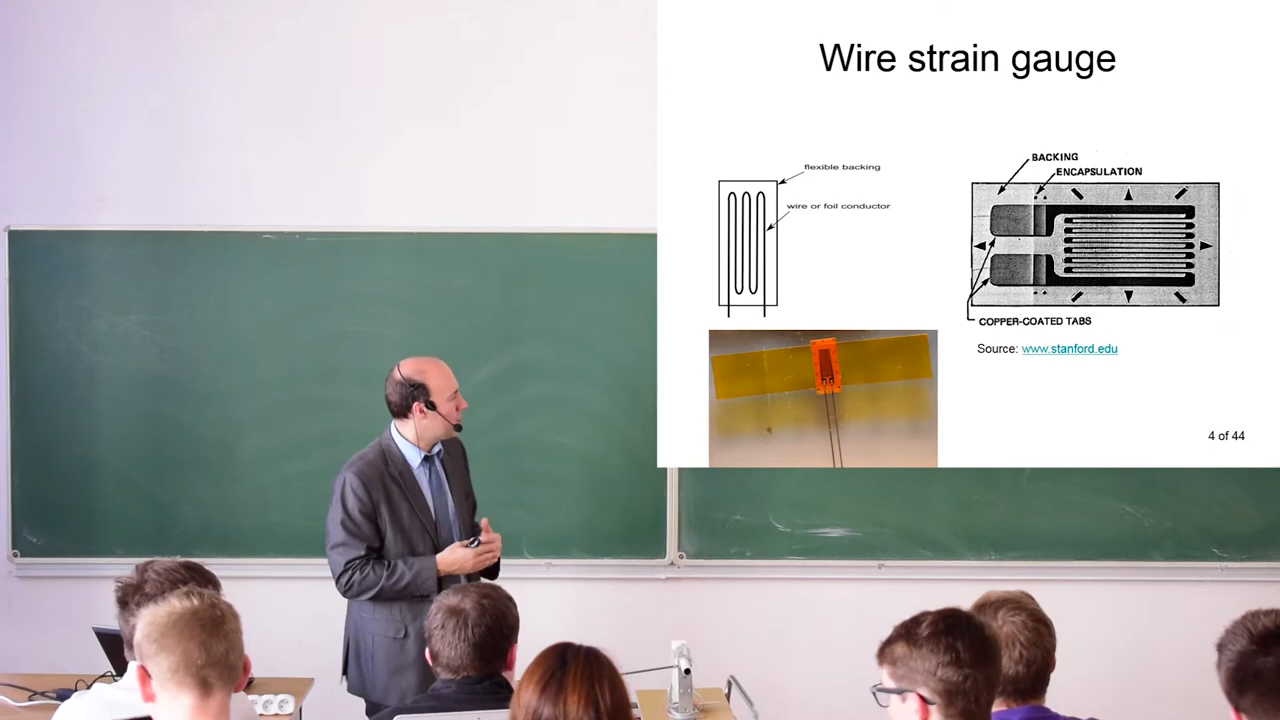 Wire strain gauge
flexible backing
wire or foil conductor
BACKING
ENCAPSULATION
COPPER-COATED TABS
Source: www.stanford.edu
4 of 44